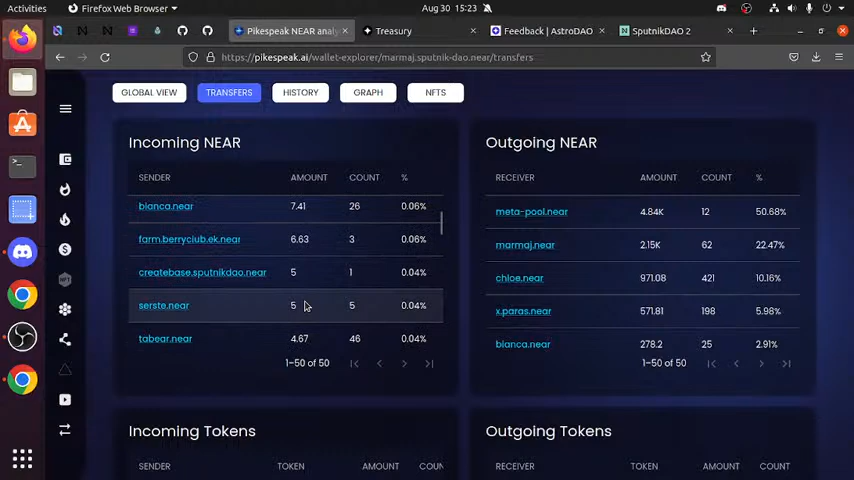 Activities Firefox Web Browser Aug 30 15:23
Pikespeak NEAR analy Treasury Feedback | AstroDAO SputnikDAO 2
https://pikespeak.ai/wallet-explorer/marmaj.sputnik-dao.near/transfers
GLOBAL VIEW TRANSFERS HISTORY GRAPH NFTS
Incoming NEAR
SENDER AMOUNT COUNT %
bianca.near 7.41 26 0.06%
farm.berryclub.ek.near 6.63 3 0.06%
createbase.sputnikdao.near 5 1 0.04%
serste.near 5 5 0.04%
tabear.near 4.67 46 0.04%
1–50 of 50
Outgoing NEAR
RECEIVER AMOUNT COUNT %
meta-pool.near 4.84K 12 50.68%
marmaj.near 2.15K 62 22.47%
chloe.near 971.08 421 10.16%
x.paras.near 571.81 198 5.98%
bianca.near 278.2 25 2.91%
1–50 of 50
Incoming Tokens
SENDER TOKEN AMOUNT COUN
Outgoing Tokens
RECEIVER TOKEN AMOUNT COUNT